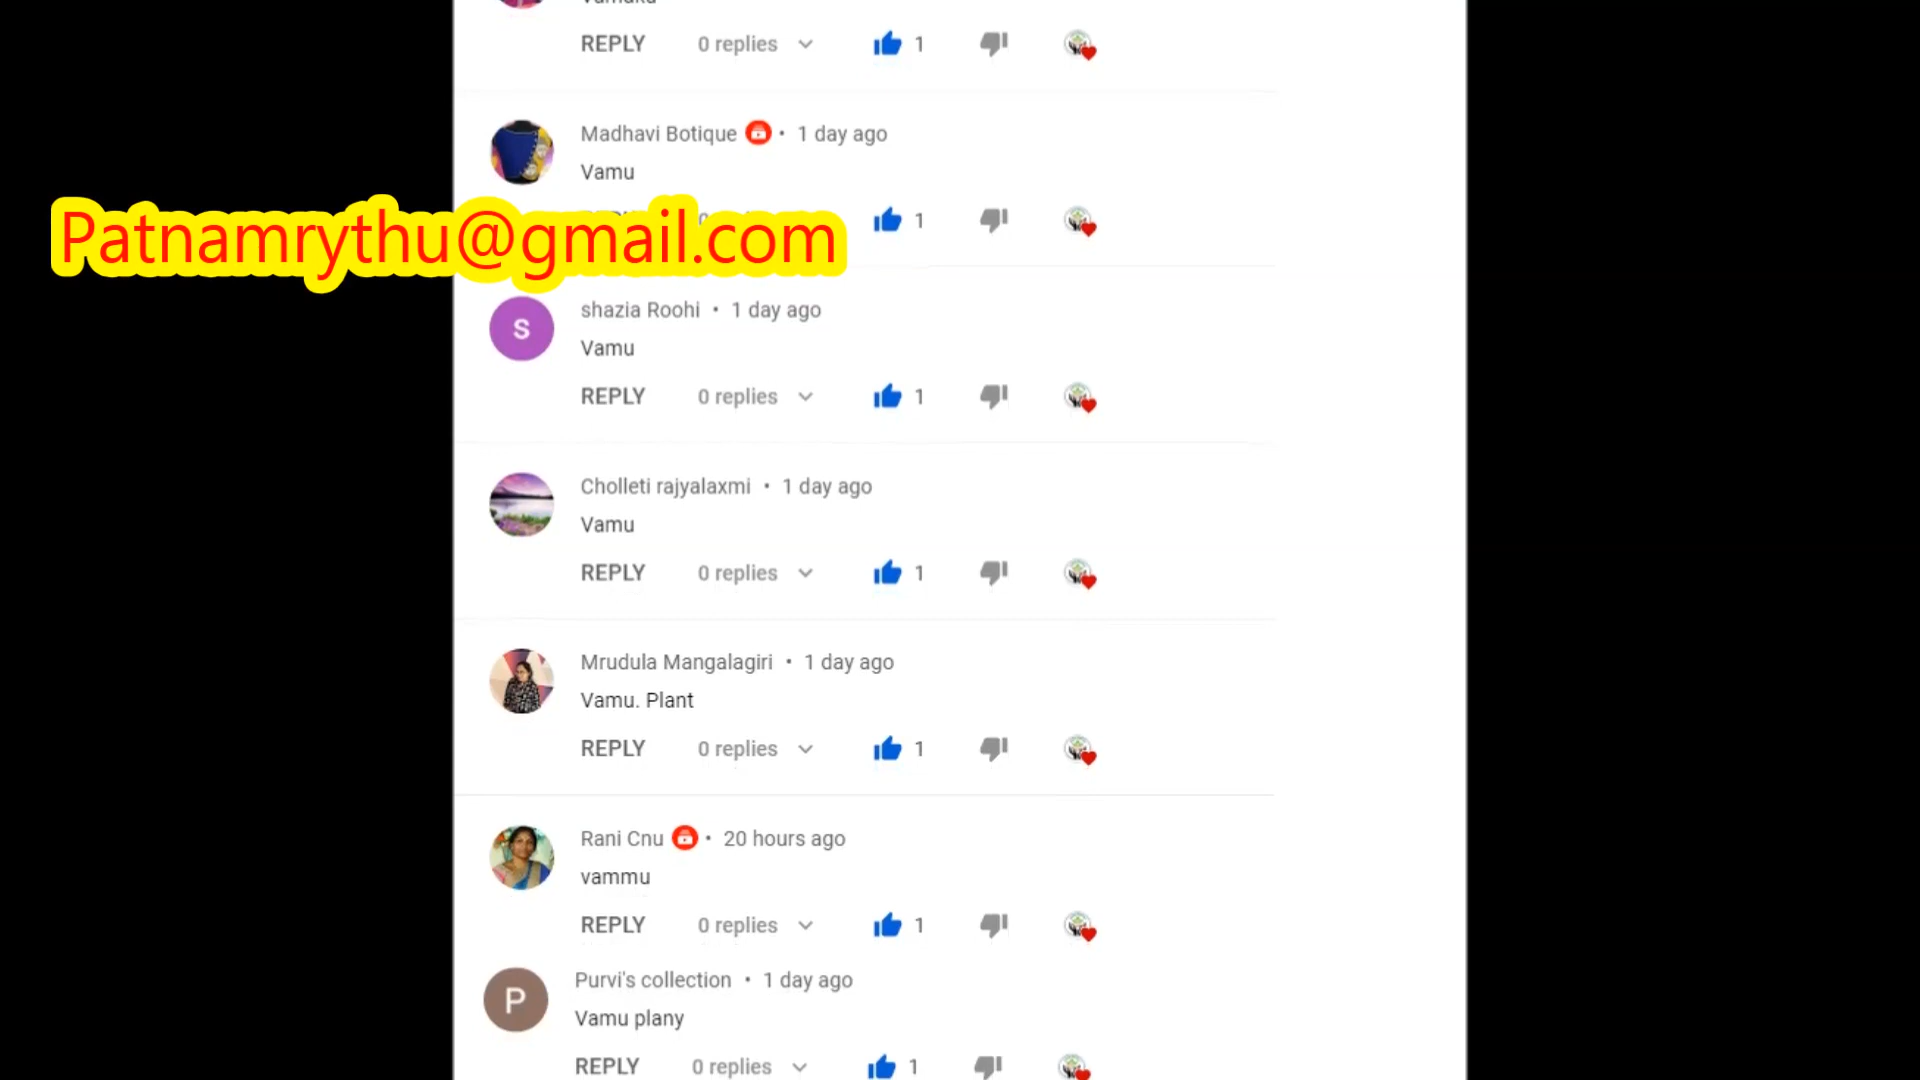 REPLY 0 replies 1
Madhavi Botique • 1 day ago
Vamu
1
Patnamrythu@gmail.com
S
shazia Roohi • 1 day ago
Vamu
REPLY 0 replies 1
Cholleti rajyalaxmi • 1 day ago
Vamu
REPLY 0 replies 1
Mrudula Mangalagiri • 1 day ago
Vamu. Plant
REPLY 0 replies 1
Rani Cnu • 20 hours ago
vammu
REPLY 0 replies 1
P
Purvi's collection • 1 day ago
Vamu plany
REPLY 0 replies 1